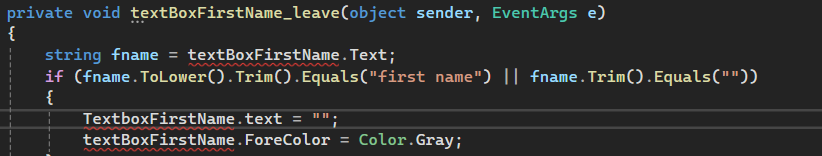 private void textBoxFirstName_leave(object sender, EventArgs e)
{
string fname = textBoxFirstName.Text;
if (fname.ToLower().Trim().Equals("first name") || fname.Trim().Equals(""))
{
TextboxFirstName.text = "";
textBoxFirstName.ForeColor = Color.Gray;